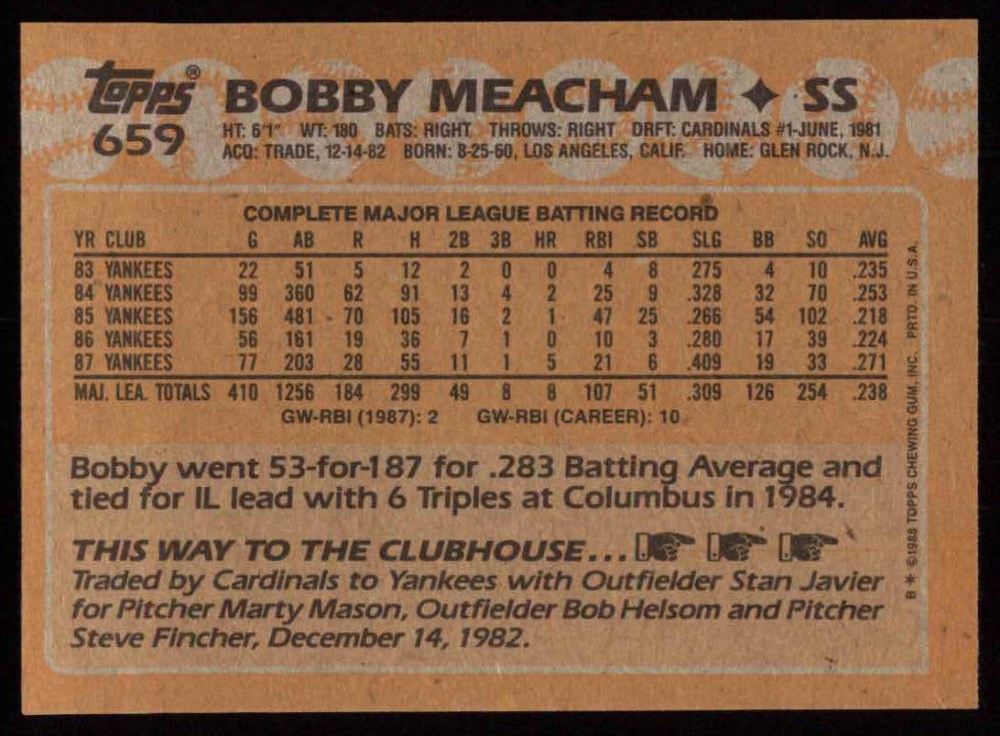 topps® BOBBY MEACHAM ✦ SS
659
HT: 6'1" WT: 180 BATS: RIGHT THROWS: RIGHT DRFT: CARDINALS #1-JUNE, 1981
ACQ: TRADE, 12-14-82 BORN: 8-25-60, LOS ANGELES, CALIF. HOME: GLEN ROCK, N.J.
COMPLETE MAJOR LEAGUE BATTING RECORD
YR CLUB G AB R H 2B 3B HR RBI SB SLG BB SO AVG
83 YANKEES 22 51 5 12 2 0 0 4 8 275 4 10 .235
84 YANKEES 99 360 62 91 13 4 2 25 9 .328 32 70 .253
85 YANKEES 156 481 70 105 16 2 1 47 25 .266 54 102 .218
86 YANKEES 56 161 19 36 7 1 0 10 3 .280 17 39 .224
87 YANKEES 77 203 28 55 11 1 5 21 6 .409 19 33 .271
MAJ. LEA. TOTALS 410 1256 184 299 49 8 8 107 51 .309 126 254 .238
GW-RBI (1987): 2 GW-RBI (CAREER): 10
Bobby went 53-for-187 for .283 Batting Average and
tied for IL lead with 6 Triples at Columbus in 1984.
THIS WAY TO THE CLUBHOUSE...
Traded by Cardinals to Yankees with Outfielder Stan Javier
for Pitcher Marty Mason, Outfielder Bob Helsom and Pitcher
Steve Fincher, December 14, 1982.
B * ©1988 TOPPS CHEWING GUM, INC. PRTD. IN U.S.A.